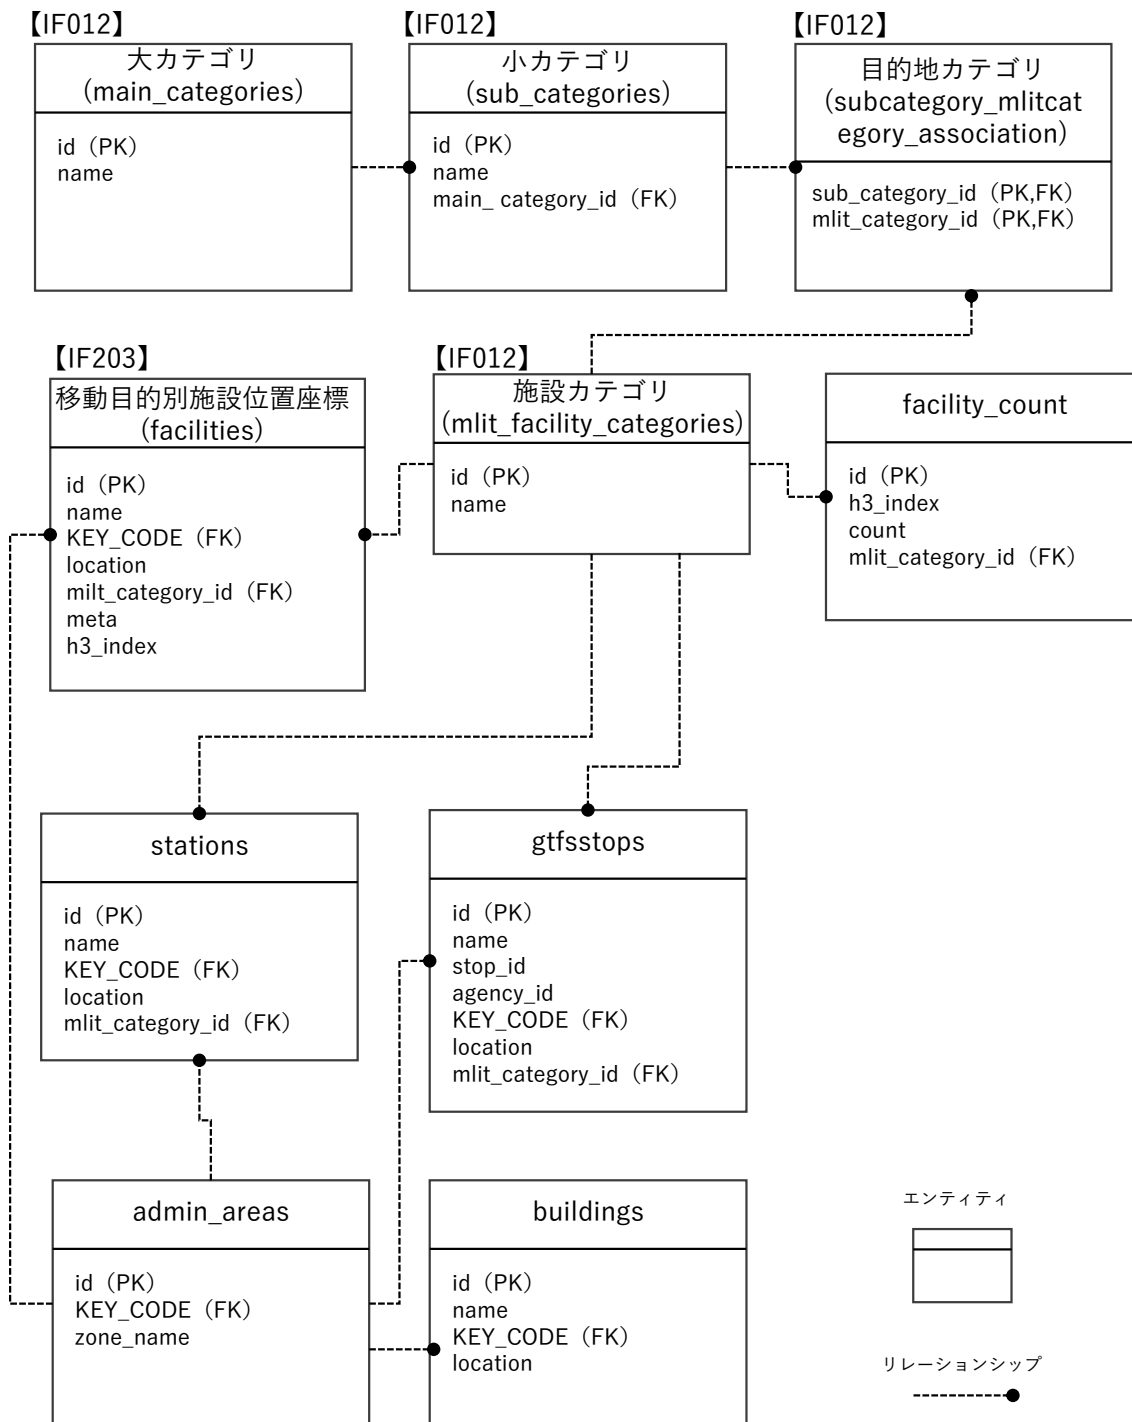 【IF012】
大カテゴリ
(main_categories)
id（PK）
name
【IF012】
小カテゴリ
(sub_categories)
id（PK）
name
main_ category_id（FK）
【IF012】
目的地カテゴリ
(subcategory_mlitcat
egory_association)
sub_category_id（PK,FK）
mlit_category_id（PK,FK）
【IF203】
移動目的別施設位置座標
(facilities)
id（PK）
name
KEY_CODE（FK）
location
milt_category_id（FK）
meta
h3_index
【IF012】
施設カテゴリ
(mlit_facility_categories)
id（PK）
name
facility_count
id（PK）
h3_index
count
mlit_category_id（FK）
stations
id（PK）
name
KEY_CODE（FK）
location
mlit_category_id（FK）
gtfsstops
id（PK）
name
stop_id
agency_id
KEY_CODE（FK）
location
mlit_category_id（FK）
admin_areas
id（PK）
KEY_CODE（FK）
zone_name
buildings
id（PK）
name
KEY_CODE（FK）
location
エンティティ
リレーションシップ